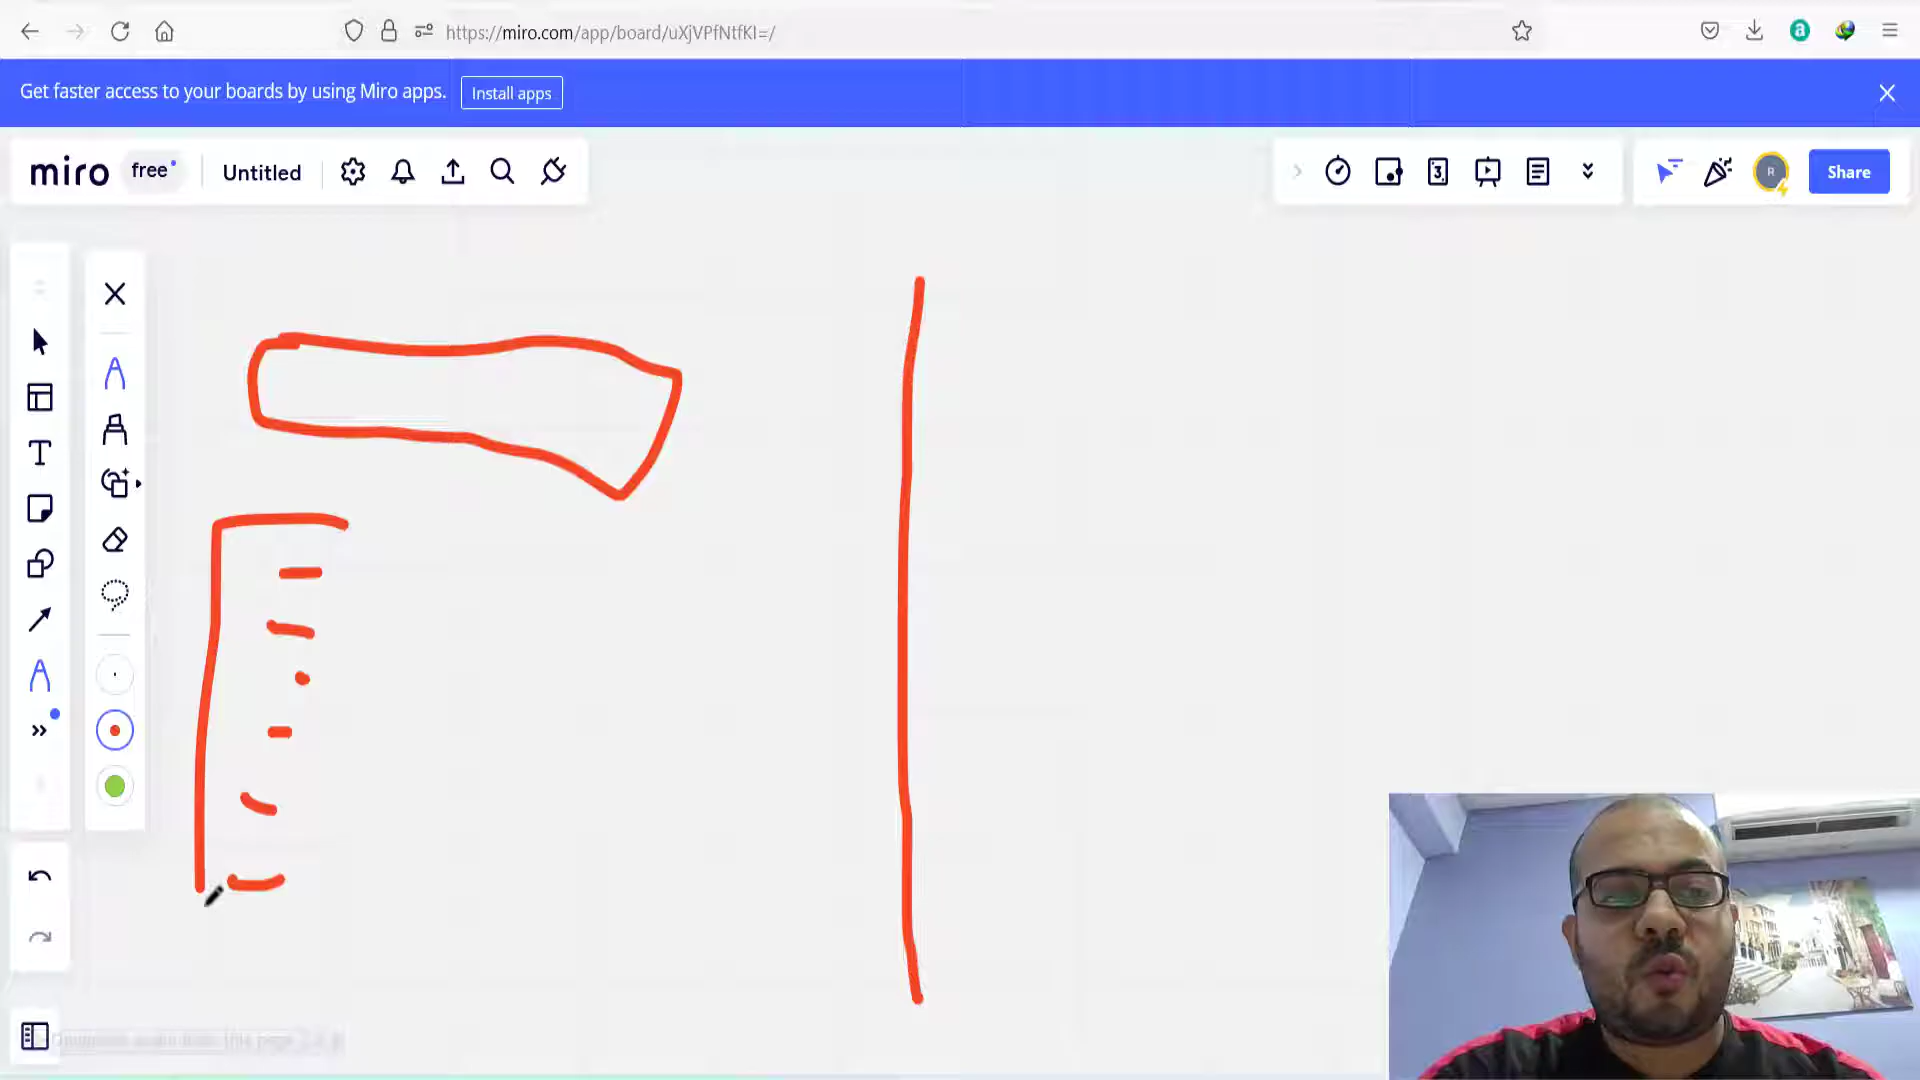 https://miro.com/app/board/uXjVPfNtfKI=/
Get faster access to your boards by using Miro apps.
Install apps
miro
free
Untitled
3
R
Share
a
T